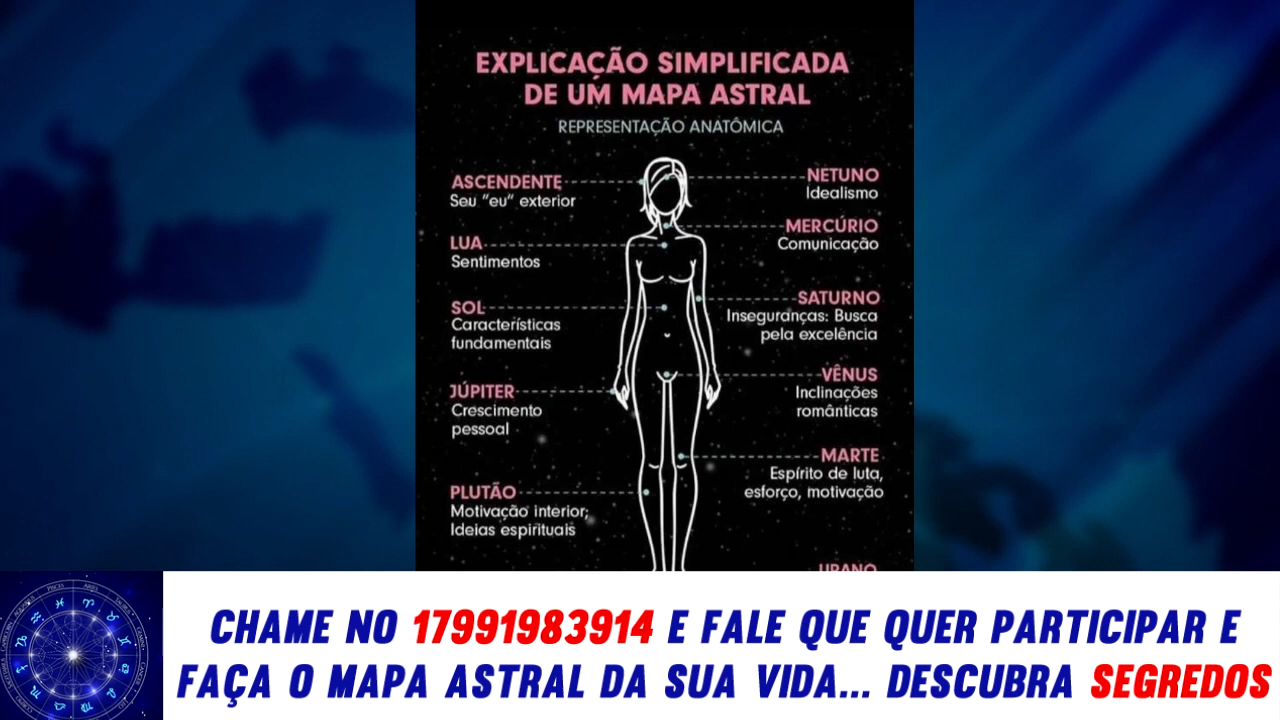 EXPLICAÇÃO SIMPLIFICADA
DE UM MAPA ASTRAL
REPRESENTAÇÃO ANATÔMICA
ASCENDENTE
Seu "eu" exterior
LUA
Sentimentos
SOL
Características
fundamentais
JÚPITER
Crescimento
pessoal
PLUTÃO
Motivação interior;
Ideias espirituais
NETUNO
Idealismo
MERCÚRIO
Comunicação
SATURNO
Inseguranças: Busca
pela excelência
VÊNUS
Inclinações
românticas
MARTE
Espírito de luta,
esforço, motivação
URANO
CHAME NO 17991983914 E FALE QUE QUER PARTICIPAR E
FAÇA O MAPA ASTRAL DA SUA VIDA... DESCUBRA SEGREDOS